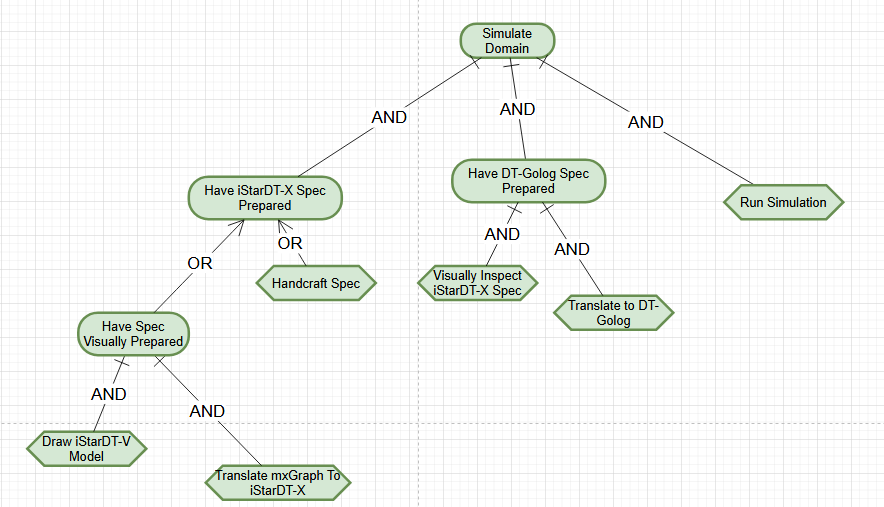 Simulate
Domain
AND
AND
AND
Have iStarDT-X Spec
Prepared
Have DT-Golog Spec
Prepared
Run Simulation
OR
OR
AND
AND
Handcraft Spec
Visually Inspect
iStarDT-X Spec
Translate to DT-
Golog
Have Spec
Visually Prepared
AND
AND
Draw iStarDT-V
Model
Translate mxGraph To
iStarDT-X